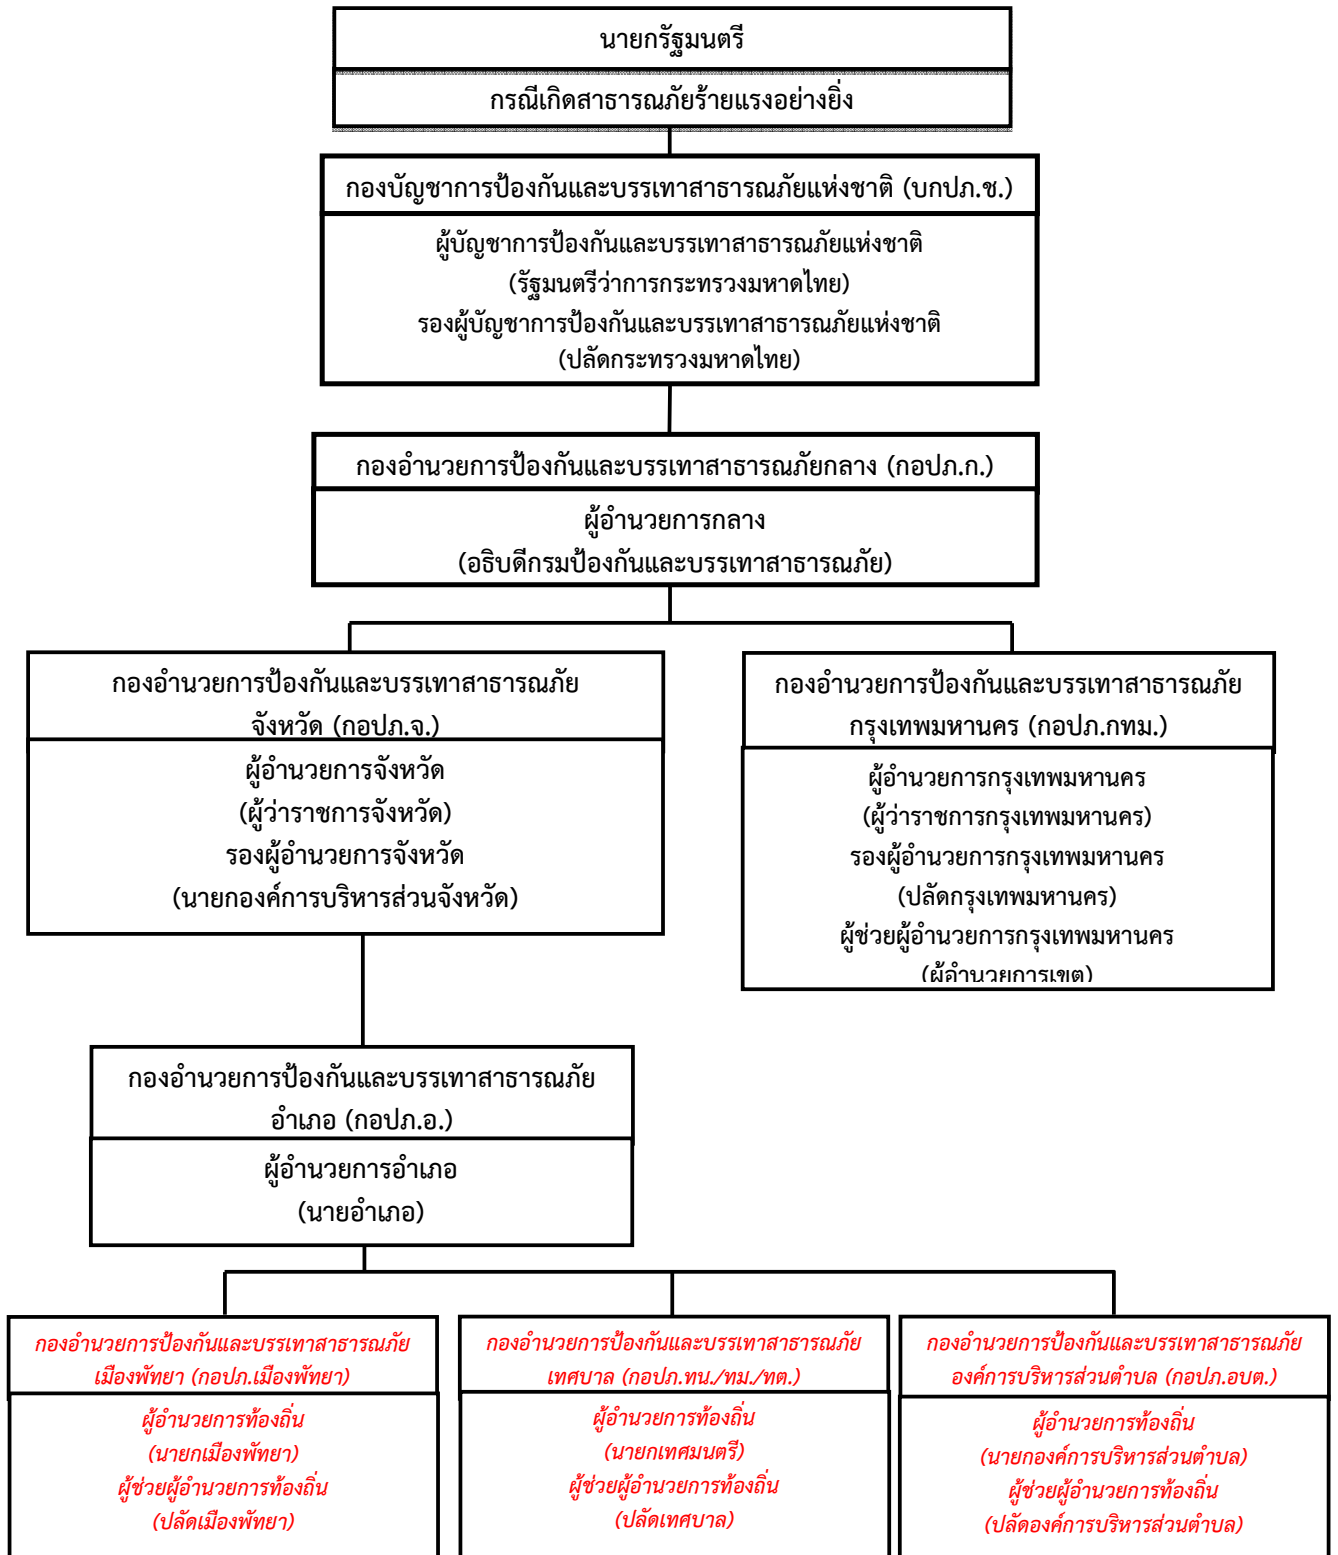 นายกรัฐมนตรี
กรณีเกิดสาธารณภัยร้ายแรงอย่างยิ่ง
กองบัญชาการป้องกันและบรรเทาสาธารณภัยแห่งชาติ (บกปภ.ช.)
ผู้บัญชาการป้องกันและบรรเทาสาธารณภัยแห่งชาติ
(รัฐมนตรีว่าการกระทรวงมหาดไทย)
รองผู้บัญชาการป้องกันและบรรเทาสาธารณภัยแห่งชาติ
(ปลัดกระทรวงมหาดไทย)
กองอำนวยการป้องกันและบรรเทาสาธารณภัยกลาง (กอปภ.ก.)
ผู้อำนวยการกลาง
(อธิบดีกรมป้องกันและบรรเทาสาธารณภัย)
กองอำนวยการป้องกันและบรรเทาสาธารณภัย
จังหวัด (กอปภ.จ.)
ผู้อำนวยการจังหวัด
(ผู้ว่าราชการจังหวัด)
รองผู้อำนวยการจังหวัด
(นายกองค์การบริหารส่วนจังหวัด)
กองอำนวยการป้องกันและบรรเทาสาธารณภัย
กรุงเทพมหานคร (กอปภ.กทม.)
ผู้อำนวยการกรุงเทพมหานคร
(ผู้ว่าราชการกรุงเทพมหานคร)
รองผู้อำนวยการกรุงเทพมหานคร
(ปลัดกรุงเทพมหานคร)
ผู้ช่วยผู้อำนวยการกรุงเทพมหานคร
(ผู้อำนวยการเขต)
กองอำนวยการป้องกันและบรรเทาสาธารณภัย
อำเภอ (กอปภ.อ.)
ผู้อำนวยการอำเภอ
(นายอำเภอ)
กองอำนวยการป้องกันและบรรเทาสาธารณภัย
เมืองพัทยา (กอปภ.เมืองพัทยา)
ผู้อำนวยการท้องถิ่น
(นายกเมืองพัทยา)
ผู้ช่วยผู้อำนวยการท้องถิ่น
(ปลัดเมืองพัทยา)
กองอำนวยการป้องกันและบรรเทาสาธารณภัย
เทศบาล (กอปภ.ทน./ทม./ทต.)
ผู้อำนวยการท้องถิ่น
(นายกเทศมนตรี)
ผู้ช่วยผู้อำนวยการท้องถิ่น
(ปลัดเทศบาล)
กองอำนวยการป้องกันและบรรเทาสาธารณภัย
องค์การบริหารส่วนตำบล (กอปภ.อบต.)
ผู้อำนวยการท้องถิ่น
(นายกองค์การบริหารส่วนตำบล)
ผู้ช่วยผู้อำนวยการท้องถิ่น
(ปลัดองค์การบริหารส่วนตำบล)